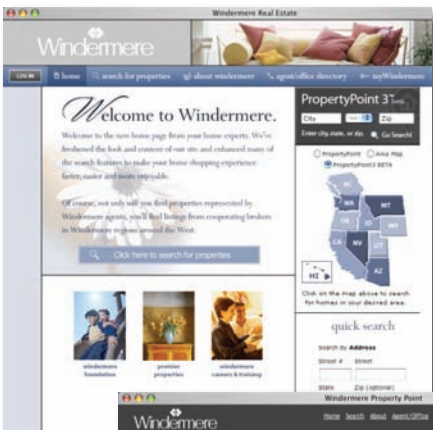 Windermere Real Estate
Windermere
LOG IN
home
search for properties
about windermere
agent/office directory
myWindermere
Welcome to Windermere.
Welcome to the new home page from your home experts. We've
freshened the look and content of our site and enhanced many of
the search features to make your home shopping experience
faster, easier and more enjoyable.
Of course, not only will you find properties represented by
Windermere agents, you'll find listings from cooperating brokers
in Windermere regions around the West.
Click here to search for properties
windermere
foundation
premier
properties
windermere
careers & training
PropertyPoint 3 beta
City
Zip
Enter city, state, or zip.
Go Search!
PropertyPoint
Area Map
PropertyPoint3 BETA
BC
WA
MT
OR
ID
WY
CA
NV
UT
AZ
HI
Click on the map above to search
for homes in your desired area.
quick search
Search by Address
Street #
Street
State
Zip (optional)
Windermere Property Point
Windermere
Home
Search
About
Agent/Office